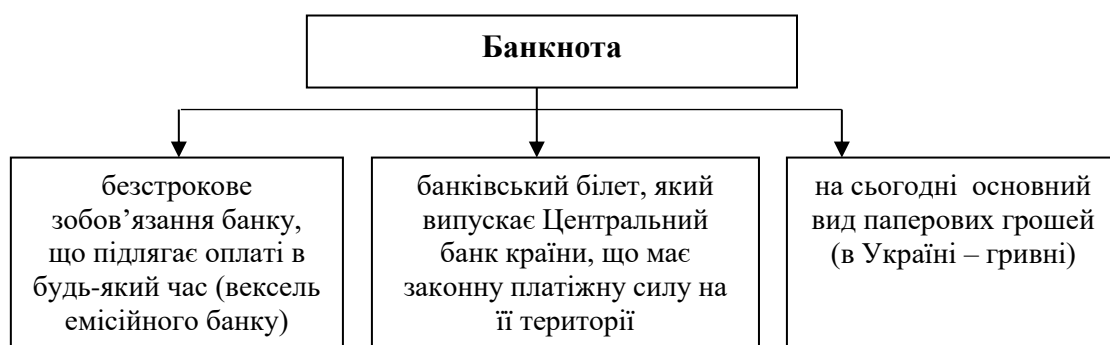 Банкнота
безстрокове
зобов’язання банку,
що підлягає оплаті в
будь-який час (вексель
емісійного банку)
банківський білет, який
випускає Центральний
банк країни, що має
законну платіжну силу на
її території
на сьогодні  основний
вид паперових грошей
(в Україні – гривні)